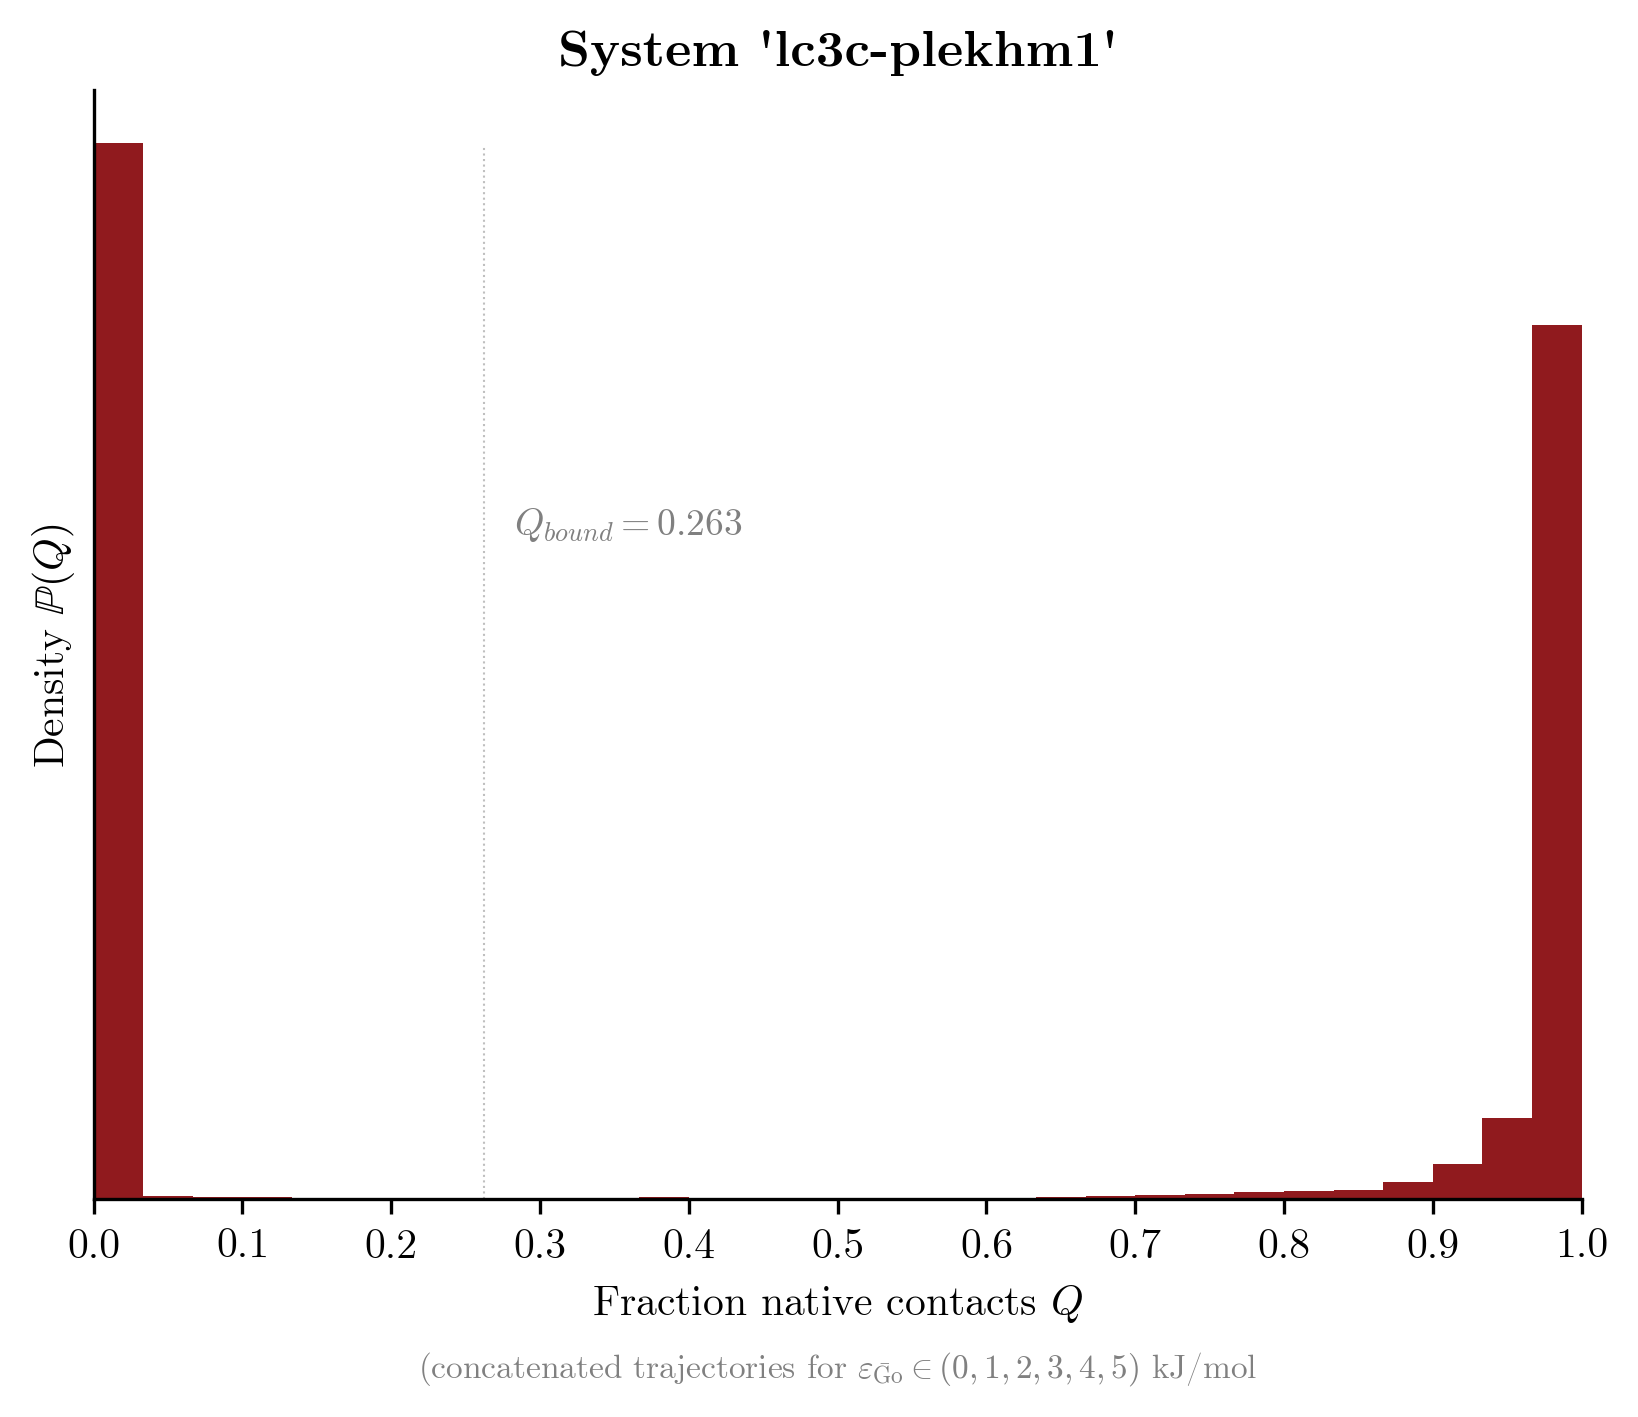 System 'lc3c-plekhm1'
Density ℙ(Q)
Q_bound = 0.263
0.0 0.1 0.2 0.3 0.4 0.5 0.6 0.7 0.8 0.9 1.0
Fraction native contacts Q
(concatenated trajectories for ε_Ḡo ∈ (0, 1, 2, 3, 4, 5) kJ/mol